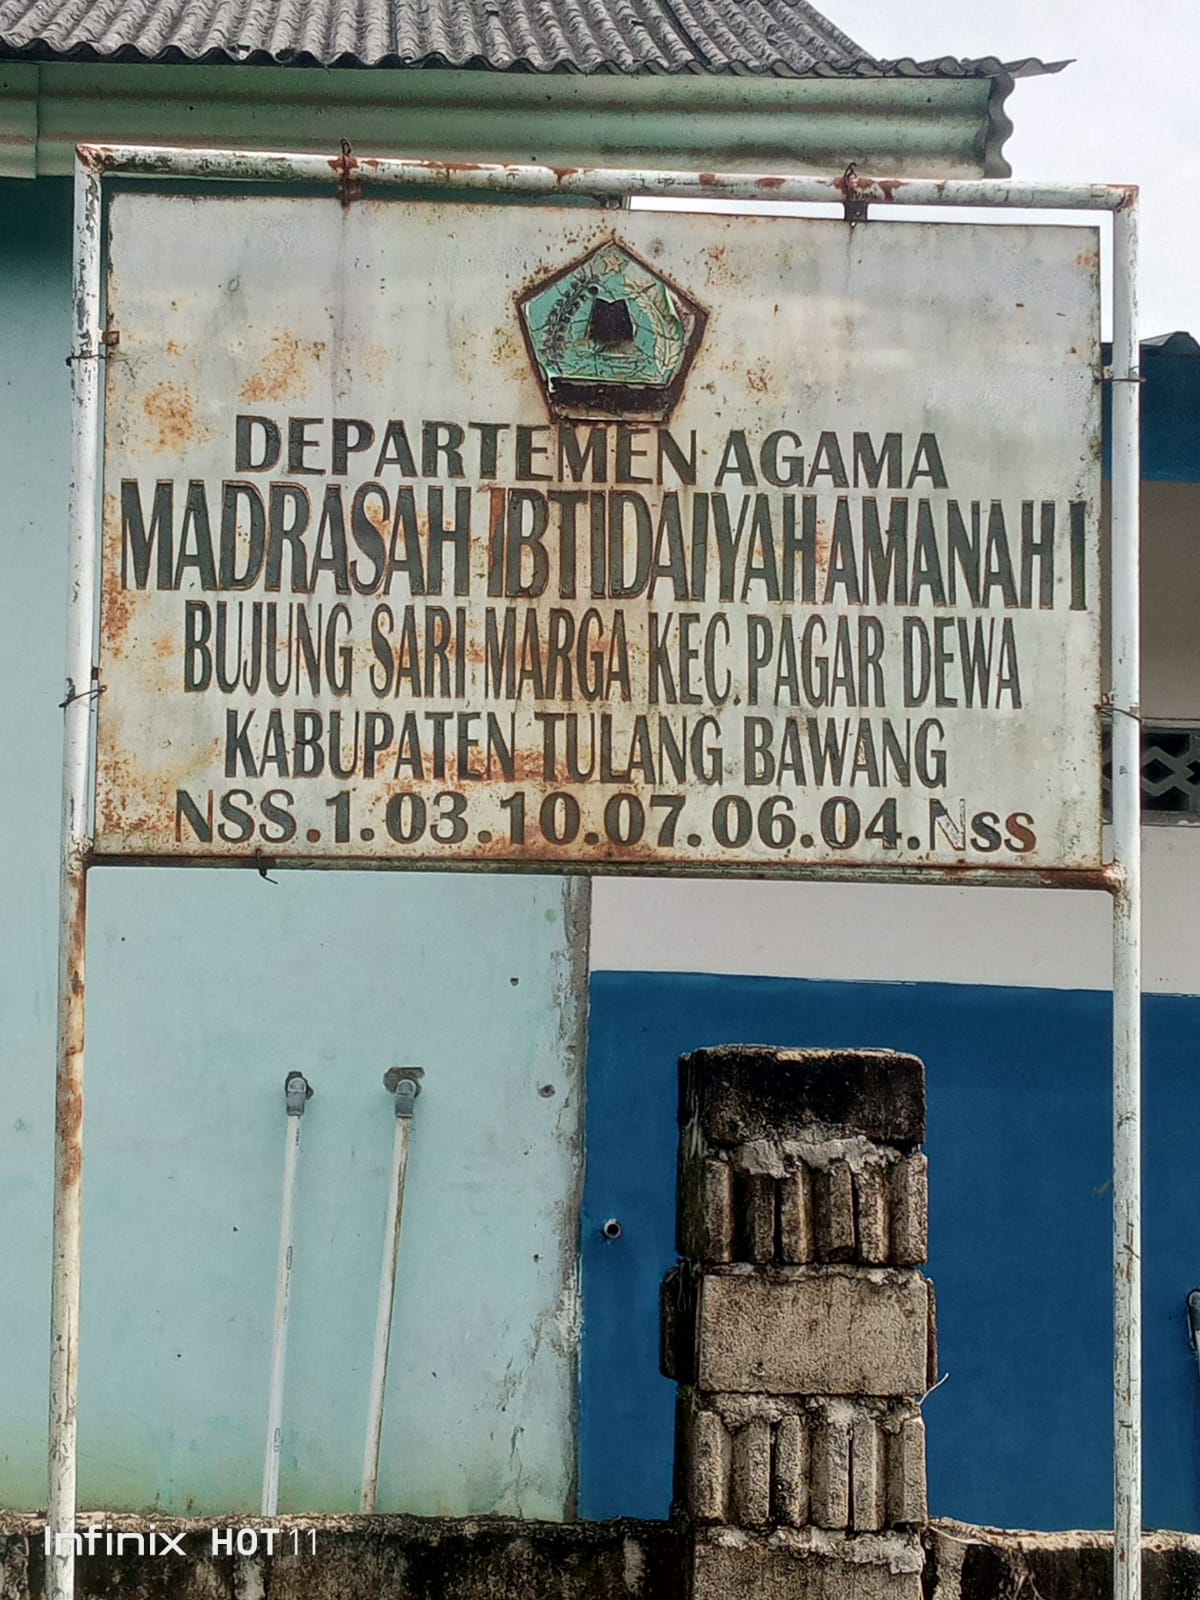 DEPARTEMEN AGAMA
MADRASAH IBTIDAIYAH AMANAH I
BUJUNG SARI MARGA KEC. PAGAR DEWA
KABUPATEN TULANG BAWANG
NSS.1.03.10.07.06.04.Nss
Infinix HOT 11